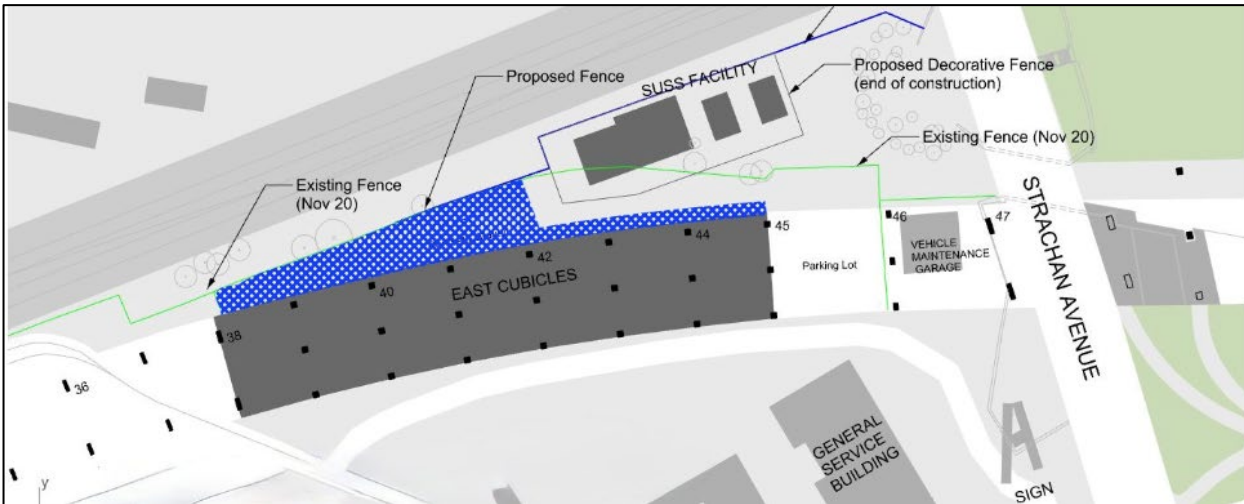 Proposed Fence
SUSS FACILITY
Proposed Decorative Fence
(end of construction)
Existing Fence (Nov 20)
Existing Fence
(Nov 20)
STRACHAN AVENUE
38
40
42
44
45
46
47
36
EAST CUBICLES
Parking Lot
VEHICLE
MAINTENANCE
GARAGE
GENERAL
SERVICE
BUILDING
SIGN
y